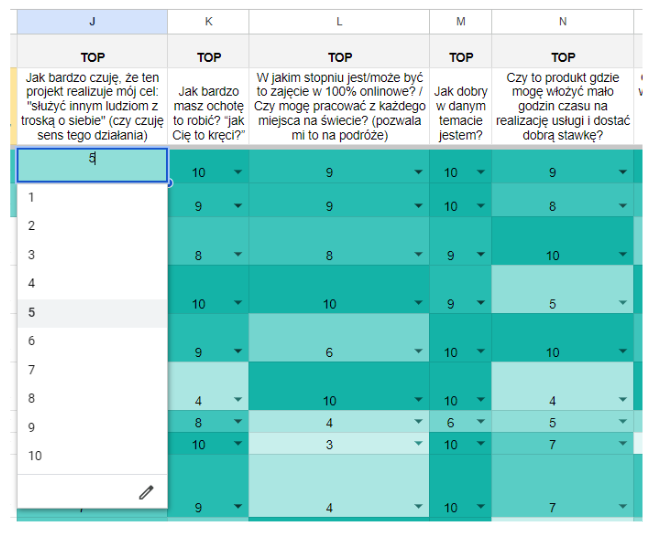 J K L M N
TOP TOP TOP TOP TOP
Jak bardzo czuję, że ten
projekt realizuje mój cel:
"służyć innym ludziom z
troską o siebie" (czy czuję
sens tego działania)
Jak bardzo
masz ochotę
to robić? "jak
Cię to kręci?"
W jakim stopniu jest/może być
to zajęcie w 100% onlinowe? /
Czy mogę pracować z każdego
miejsca na świecie? (pozwala
mi to na podróże)
Jak dobry
w danym
temacie
jestem?
Czy to produkt gdzie
mogę włożyć mało
godzin czasu na
realizację usługi i dostać
dobrą stawkę?
5 10 9 10 9
9 9 10 8
8 8 9 10
10 10 9 5
9 6 10 10
4 10 10 4
8 4 6 5
10 3 10 7
9 4 10 7
1
2
3
4
5
6
7
8
9
10